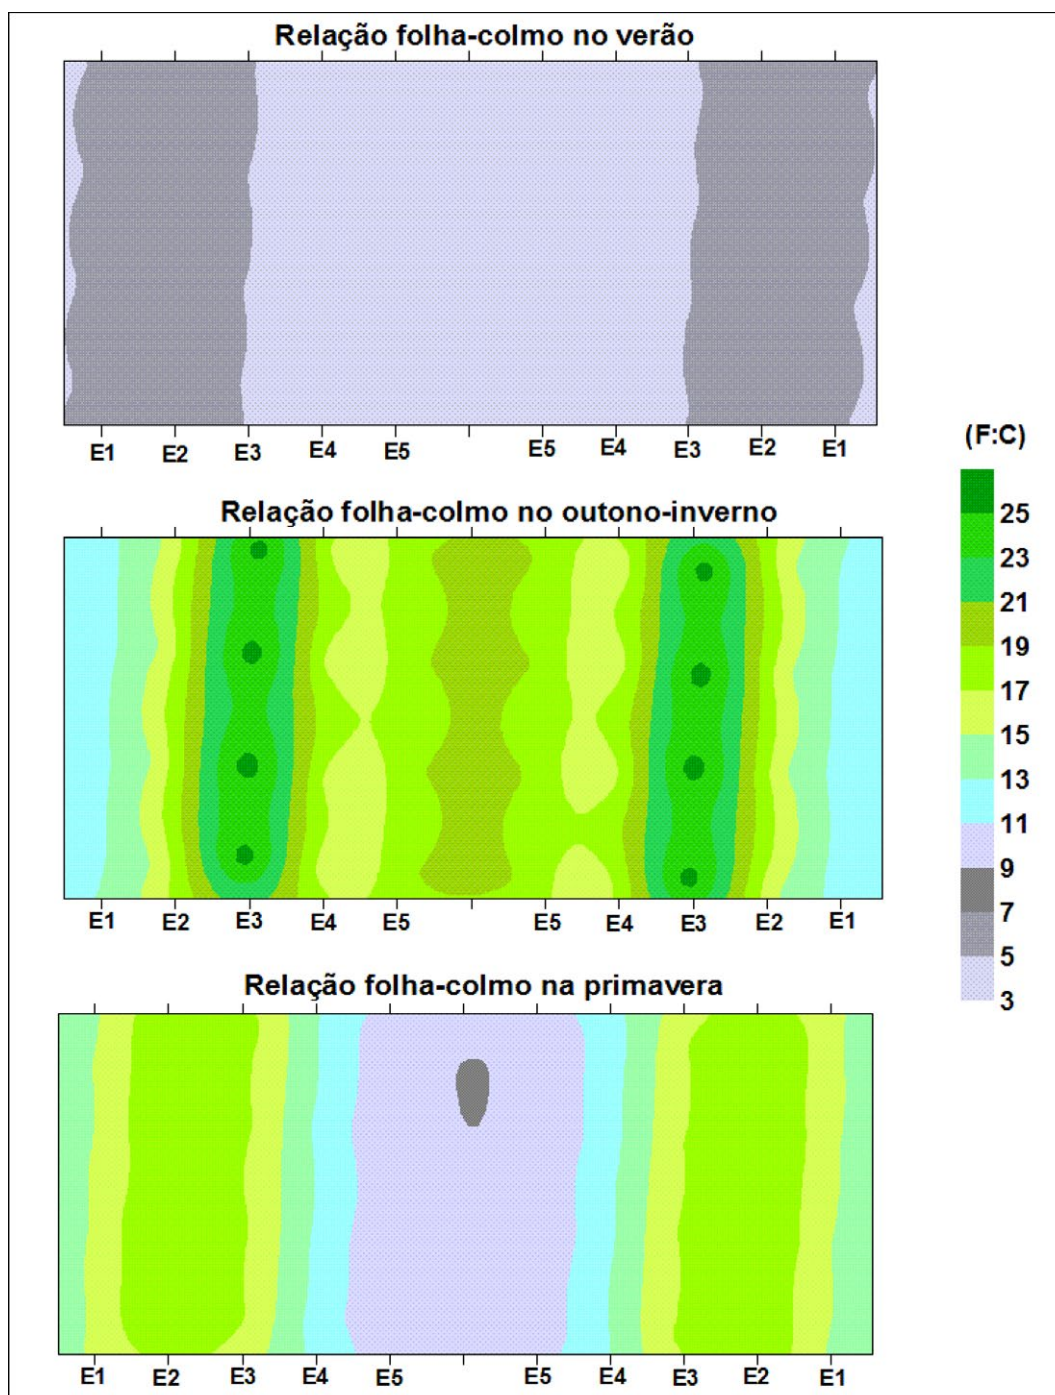 Relação folha-colmo no verão
E1 E2 E3 E4 E5 E5 E4 E3 E2 E1
(F:C)
Relação folha-colmo no outono-inverno
25
23
21
19
17
15
13
11
9
7
5
3
E1 E2 E3 E4 E5 E5 E4 E3 E2 E1
Relação folha-colmo na primavera
E1 E2 E3 E4 E5 E5 E4 E3 E2 E1